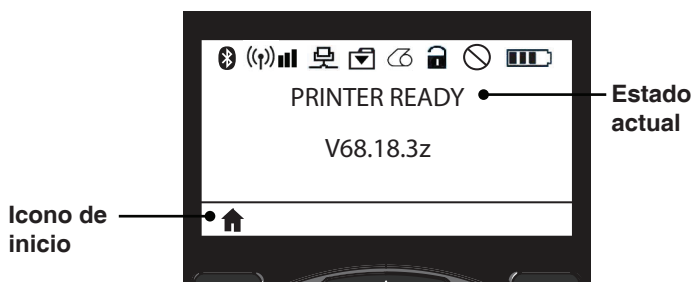 PRINTER READY
Estado
actual
V68.18.3z
Icono de
inicio